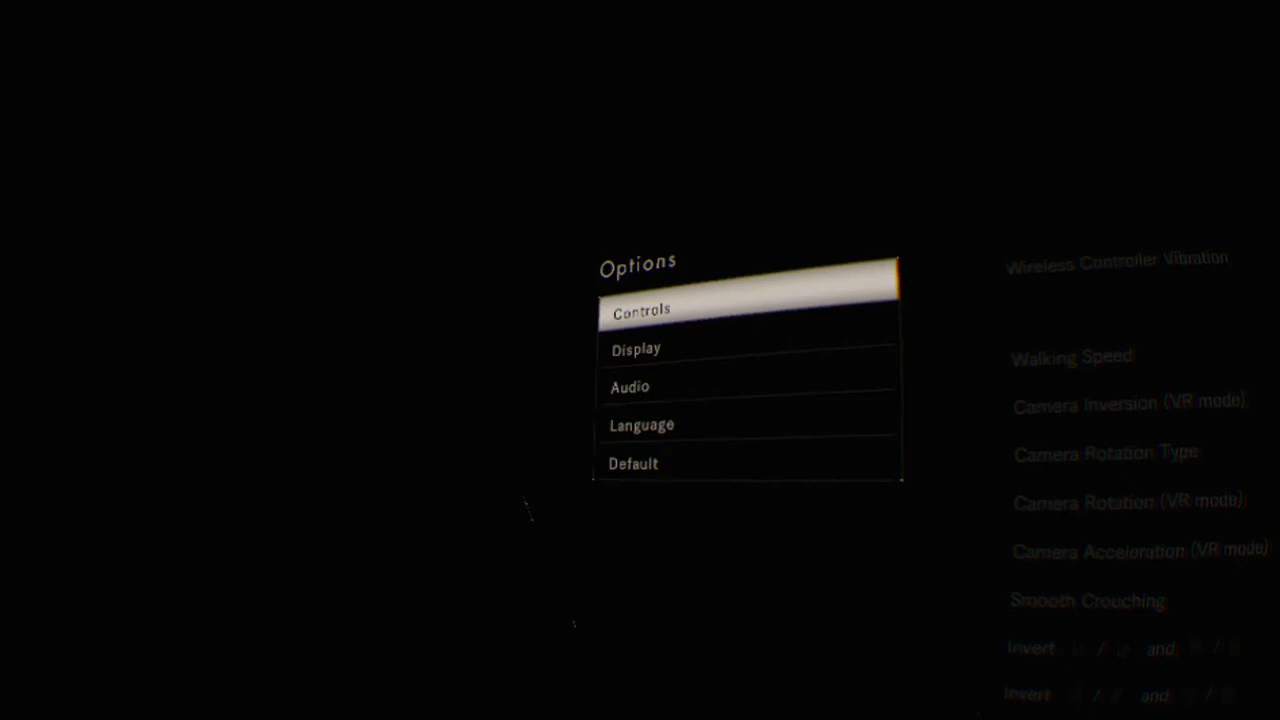 Options
Controls
Display
Audio
Language
Default
Wireless Controller Vibration
Walking Speed
Camera Inversion (VR mode)
Camera Rotation Type
Camera Rotation (VR mode)
Camera Acceleration (VR mode)
Smooth Crouching
Invert / and /
Invert / and /